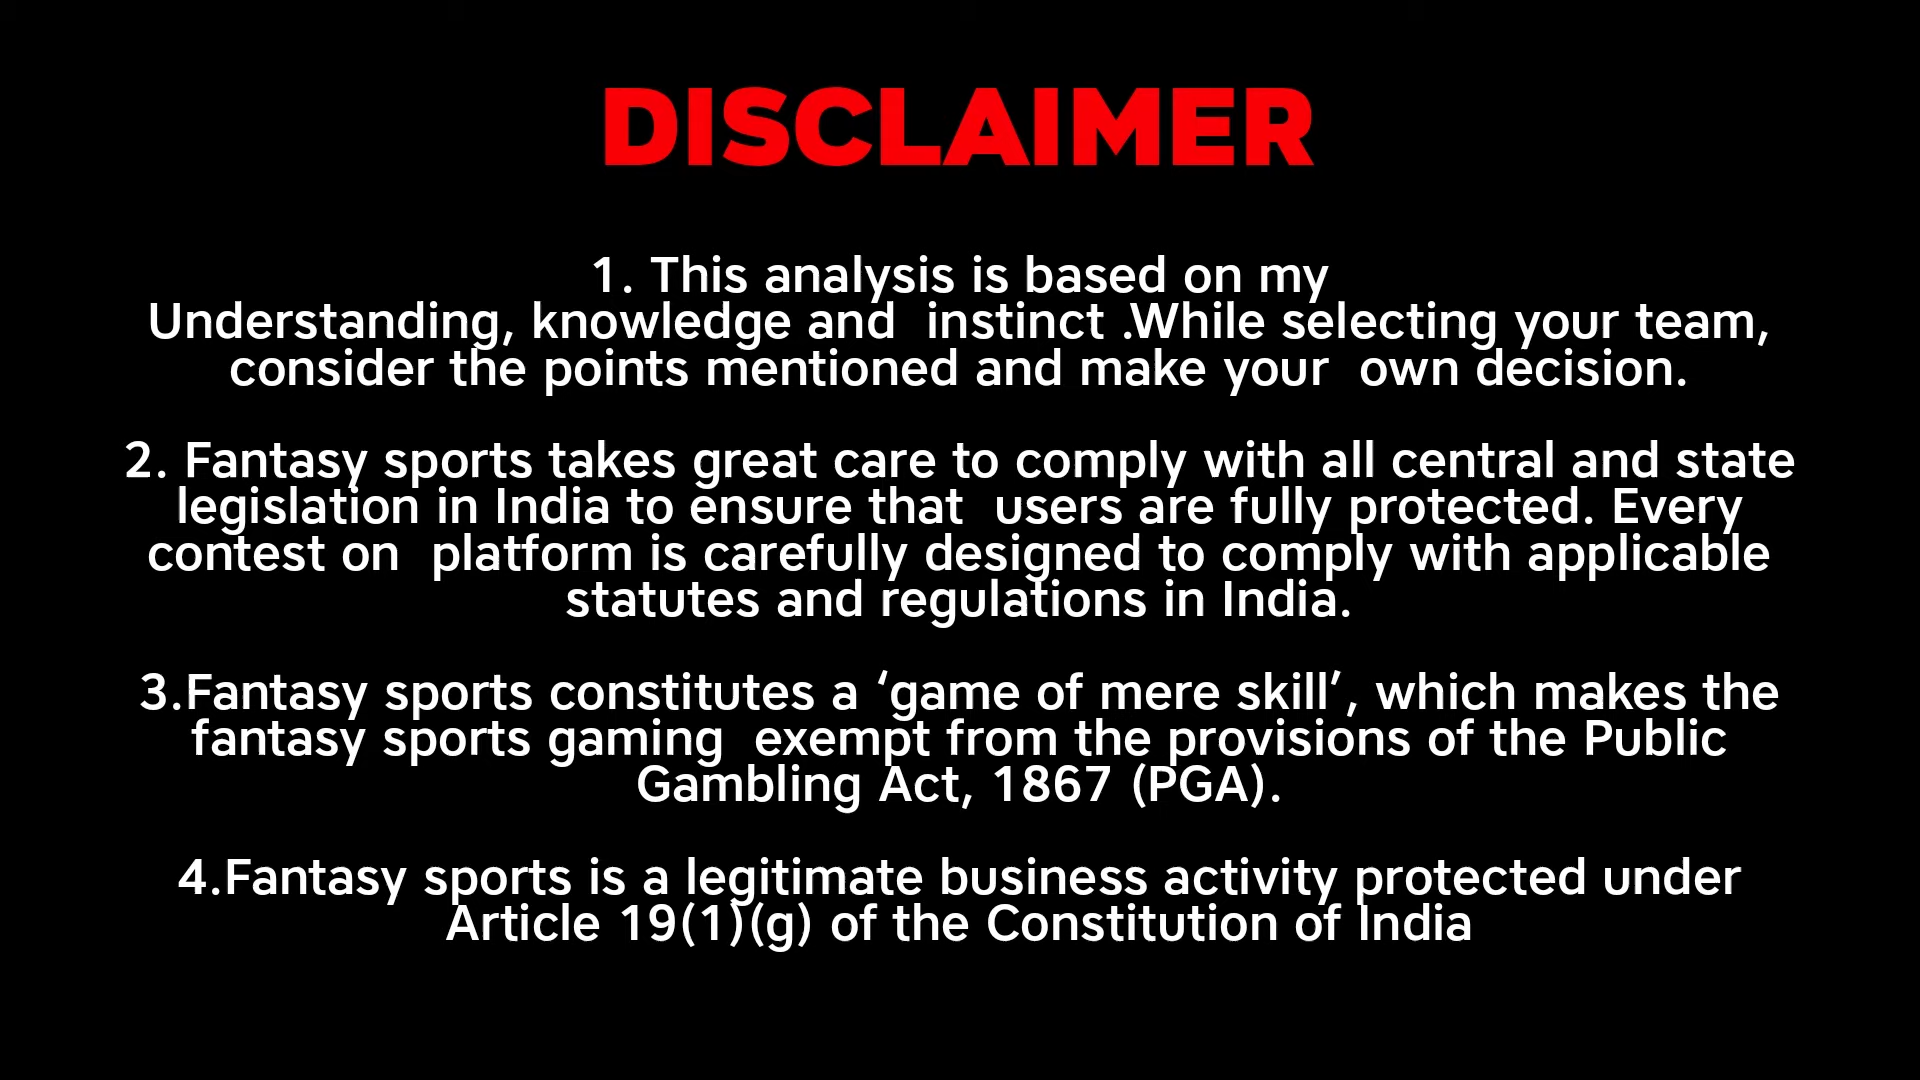 DISCLAIMER
1. This analysis is based on my
Understanding, knowledge and  instinct .While selecting your team,
consider the points mentioned and make your  own decision.
2. Fantasy sports takes great care to comply with all central and state
legislation in India to ensure that  users are fully protected. Every
contest on  platform is carefully designed to comply with applicable
statutes and regulations in India.
3.Fantasy sports constitutes a ‘game of mere skill’, which makes the
fantasy sports gaming  exempt from the provisions of the Public
Gambling Act, 1867 (PGA).
4.Fantasy sports is a legitimate business activity protected under
Article 19(1)(g) of the Constitution of India